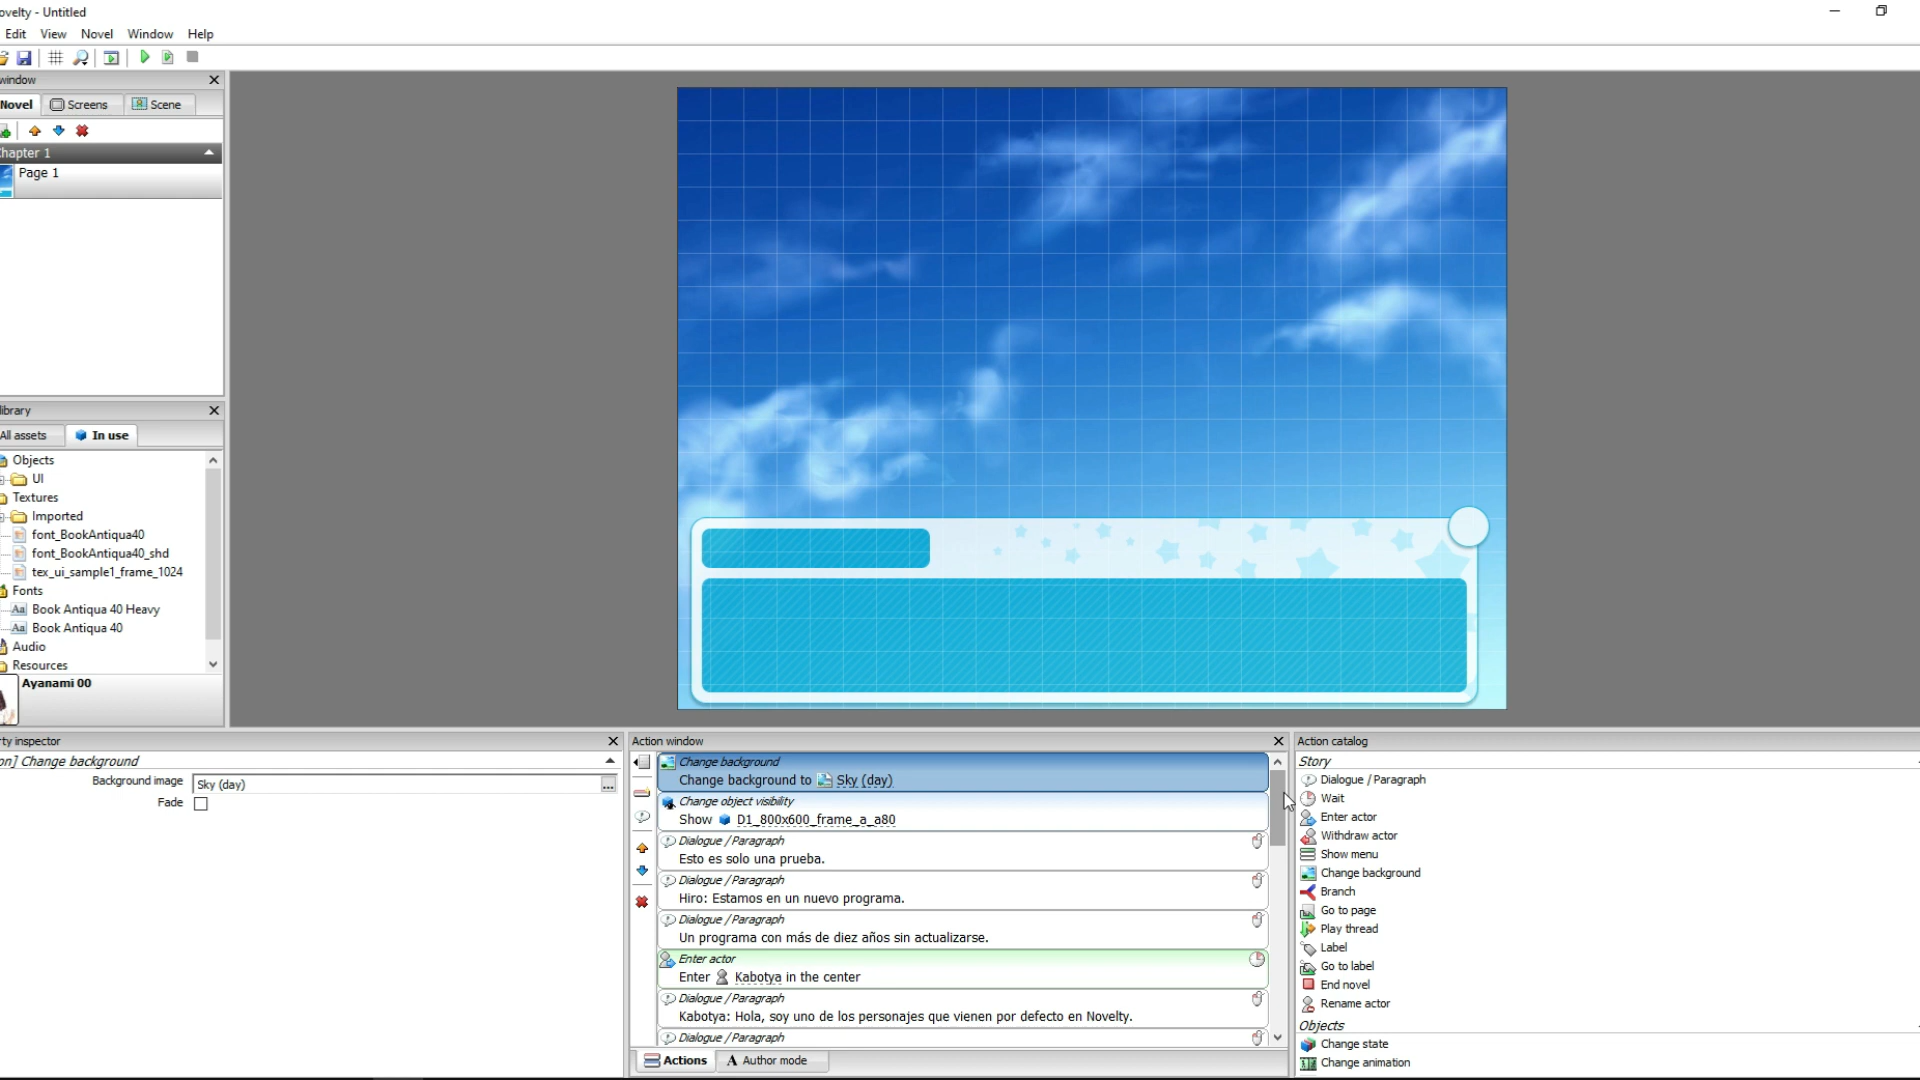 ovelty - Untitled
Edit View Novel Window Help
window
Novel Screens Scene
hapter 1
Page 1
library
All assets In use
Objects
UI
Textures
Imported
font_BookAntiqua40
font_BookAntiqua40_shd
tex_ui_sample1_frame_1024
Fonts
Book Antiqua 40 Heavy
Book Antiqua 40
Audio
Resources
Ayanami 00
rty inspector
on] Change background
Background image Sky (day) ...
Fade
Action window
Change background
Change background to Sky (day)
Change object visibility
Show D1_800x600_frame_a_a80
Dialogue / Paragraph
Esto es solo una prueba.
Dialogue / Paragraph
Hiro: Estamos en un nuevo programa.
Dialogue / Paragraph
Un programa con más de diez años sin actualizarse.
Enter actor
Enter Kabotya in the center
Dialogue / Paragraph
Kabotya: Hola, soy uno de los personajes que vienen por defecto en Novelty.
Dialogue / Paragraph
Actions A Author mode
Action catalog
Story
Dialogue / Paragraph
Wait
Enter actor
Withdraw actor
Show menu
Change background
Branch
Go to page
Play thread
Label
Go to label
End novel
Rename actor
Objects
Change state
Change animation